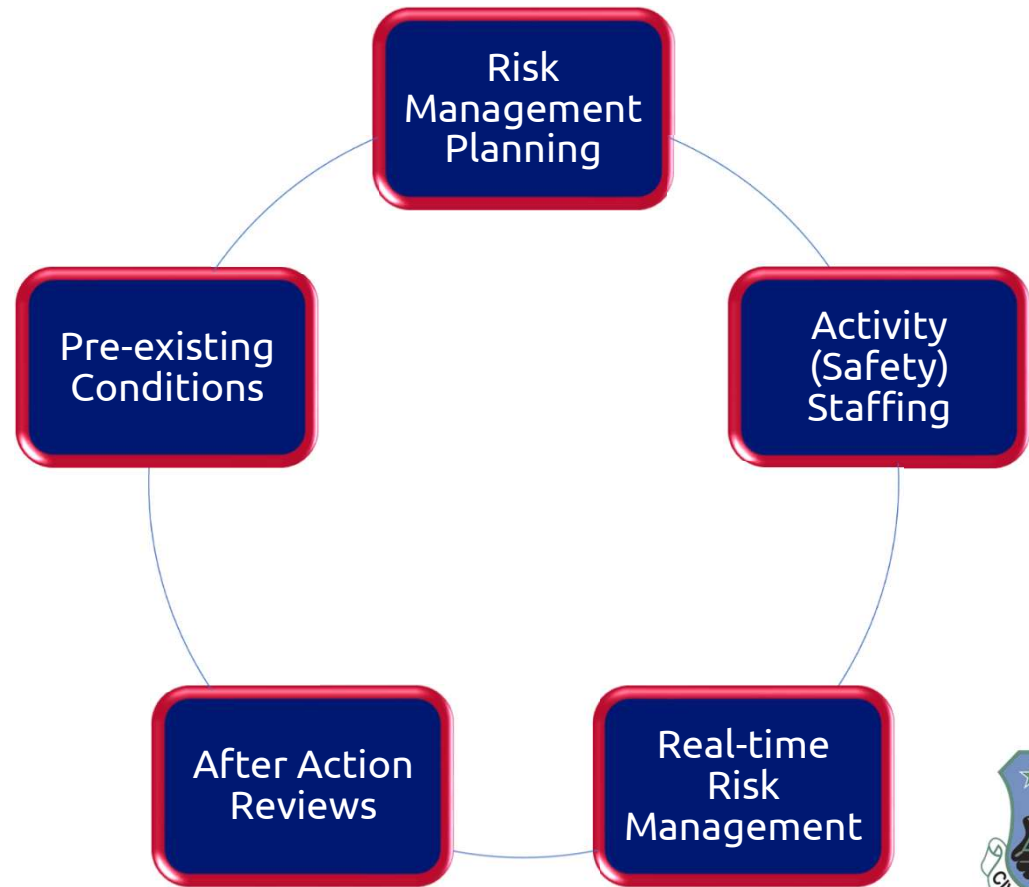 Risk
Management
Planning
Activity
(Safety)
Staffing
Real-time
Risk
Management
After Action
Reviews
Pre-existing
Conditions